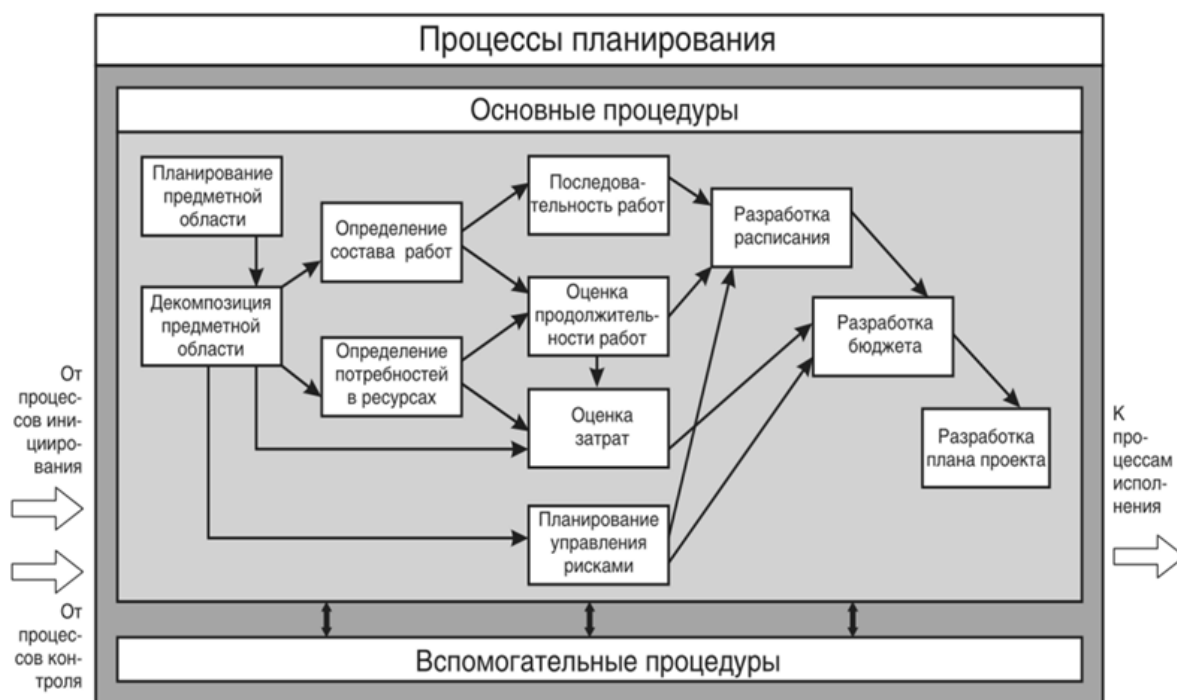 Процессы планирования
Основные процедуры
Планирование
предметной
области
Декомпозиция
предметной
области
Определение
состава работ
Определение
потребностей
в ресурсах
Последова-
тельность работ
Оценка
продолжитель-
ности работ
Оценка
затрат
Планирование
управления
рисками
Разработка
расписания
Разработка
бюджета
Разработка
плана проекта
От
процес-
сов ини-
цииро-
вания
От
процес-
сов кон-
троля
К
про-
цессам
испол-
нения
Вспомогательные процедуры